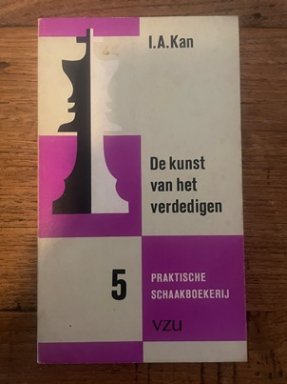 I.A.Kan
De kunst
van het
verdedigen
5
PRAKTISCHE
SCHAAKBOEKERIJ
VZU